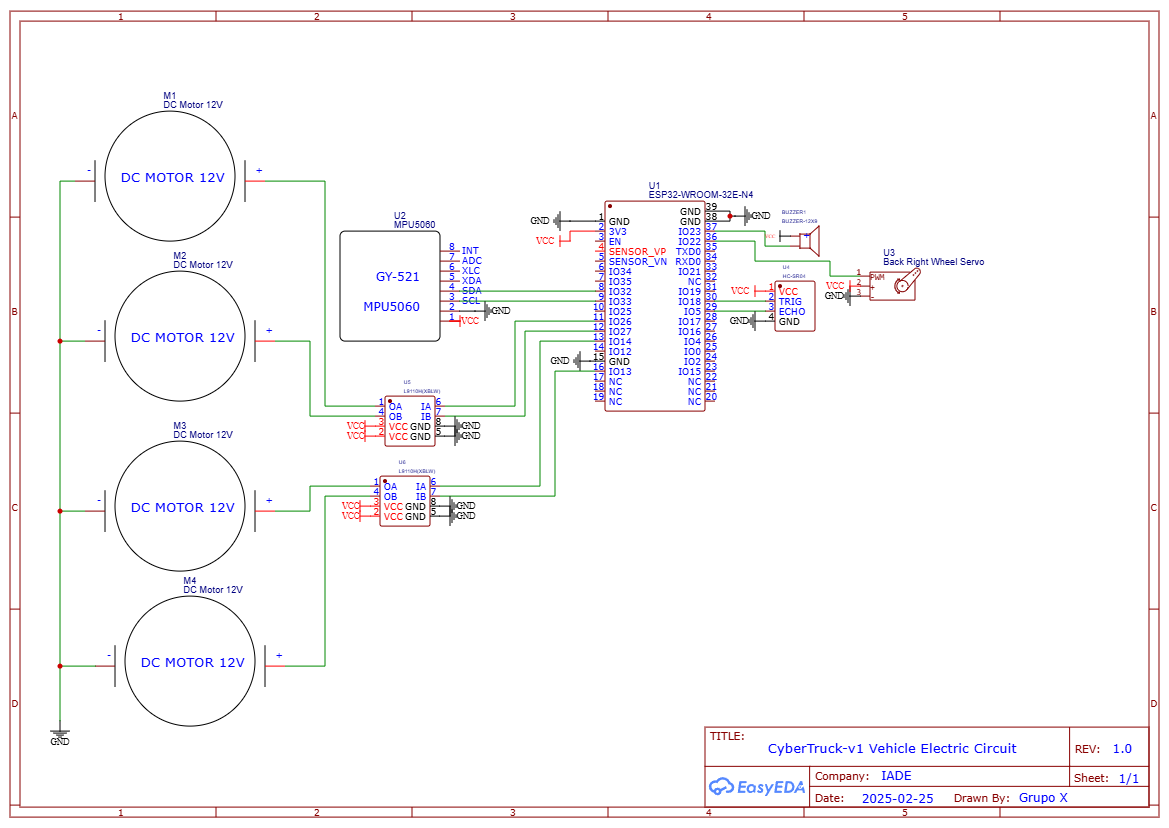 1 2 3 4 5
A A
B B
C C
D D
M1
DC Motor 12V
- +
DC MOTOR 12V
M2
DC Motor 12V
- +
DC MOTOR 12V
M3
DC Motor 12V
- +
DC MOTOR 12V
M4
DC Motor 12V
- +
DC MOTOR 12V
GND
U2
MPU5060
GY-521
MPU5060
8 INT
7 ADC
6 XLC
5 XDA
4 SDA
3 SCL
2 GND
1 VCC
U5
L9110H(XBLW)
1 OA IA 6
4 OB IB 7
VCC 3 VCC GND 8 GND
VCC 2 VCC GND 5 GND
U6
L9110H(XBLW)
1 OA IA 6
4 OB IB 7
VCC 3 VCC GND 8 GND
VCC 2 VCC GND 5 GND
U1
ESP32-WROOM-32E-N4
GND 1 GND
VCC 2 3V3
3 EN
4 SENSOR_VP
5 SENSOR_VN
6 IO34
7 IO35
8 IO32
9 IO33
10 IO25
11 IO26
12 IO27
13 IO14
14 IO12
GND 15 GND
16 IO13
17 NC
18 NC
19 NC
GND 39
GND 38 GND
IO23 37
IO22 36
TXD0 35
RXD0 34
IO21 33
NC 32
IO19 31
IO18 30
IO5 29
IO17 28
IO16 27
IO4 26
IO0 25
IO2 24
IO15 23
NC 22
NC 21
NC 20
BUZZER1
BUZZER-12X9
VCC +
U4
HC-SR04
VCC 1 VCC
2 TRIG
3 ECHO
GND 4 GND
U3
Back Right Wheel Servo
1 PWM
VCC 2 +
GND 3 -
TITLE:
CyberTruck-v1 Vehicle Electric Circuit
REV: 1.0
EasyEDA
Company: IADE
Sheet: 1/1
Date: 2025-02-25 Drawn By: Grupo X
1 2 3 4 5